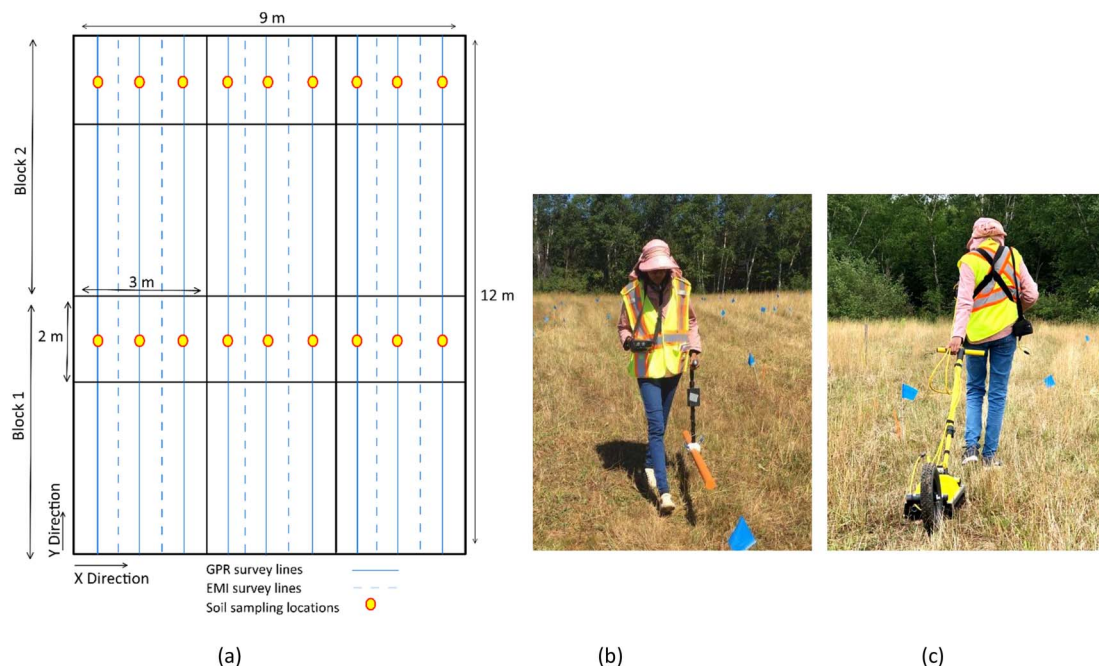 9 m
Block 2
3 m
12 m
2 m
Block 1
Y Direction
X Direction
GPR survey lines
EMI survey lines
Soil sampling locations
(a)
(b)
(c)